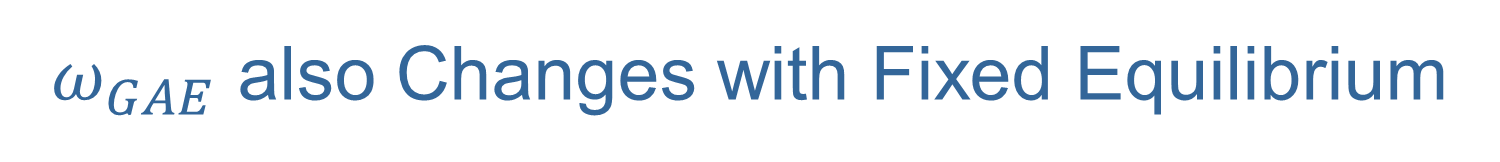 ω_GAE also Changes with Fixed Equilibrium